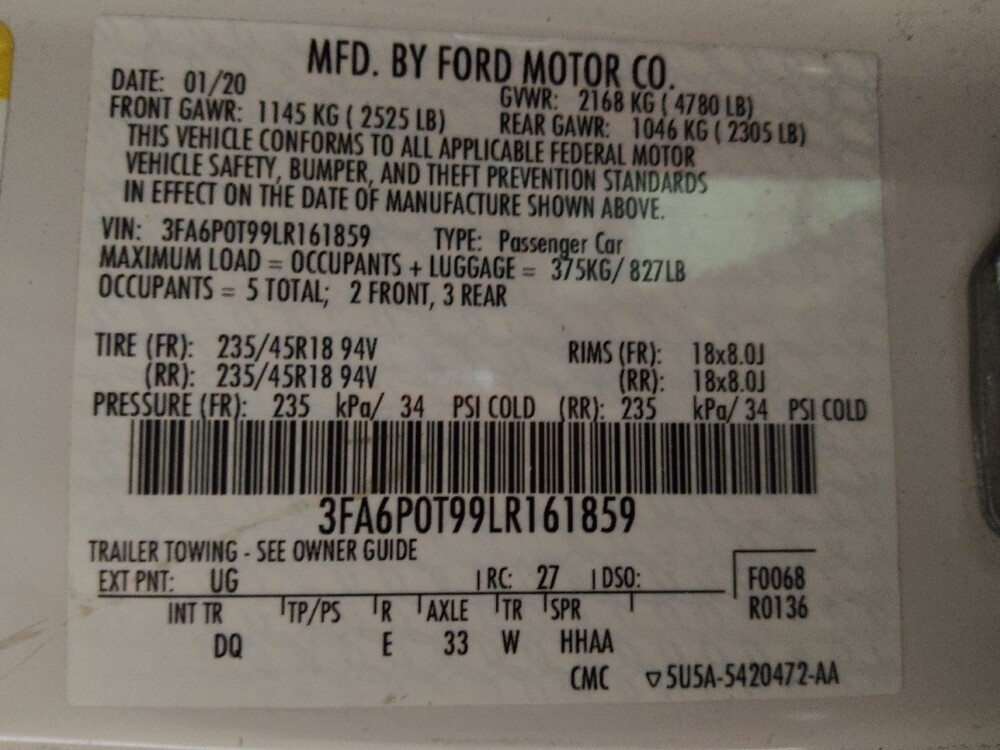 MFD. BY FORD MOTOR CO.
DATE: 01/20 GVWR: 2168 KG ( 4780 LB)
FRONT GAWR: 1145 KG ( 2525 LB) REAR GAWR: 1046 KG ( 2305 LB)
THIS VEHICLE CONFORMS TO ALL APPLICABLE FEDERAL MOTOR
VEHICLE SAFETY, BUMPER, AND THEFT PREVENTION STANDARDS
IN EFFECT ON THE DATE OF MANUFACTURE SHOWN ABOVE.
VIN: 3FA6P0T99LR161859 TYPE: Passenger Car
MAXIMUM LOAD = OCCUPANTS + LUGGAGE = 375KG/ 827LB
OCCUPANTS = 5 TOTAL; 2 FRONT, 3 REAR
TIRE (FR): 235/45R18 94V RIMS (FR): 18x8.0J
(RR): 235/45R18 94V (RR): 18x8.0J
PRESSURE (FR): 235 kPa/ 34 PSI COLD (RR): 235 kPa/ 34 PSI COLD
3FA6P0T99LR161859
TRAILER TOWING - SEE OWNER GUIDE
EXT PNT: UG RC: 27 DSO: F0068
INT TR TP/PS R AXLE TR SPR R0136
DQ E 33 W HHAA
CMC ▽5U5A-5420472-AA